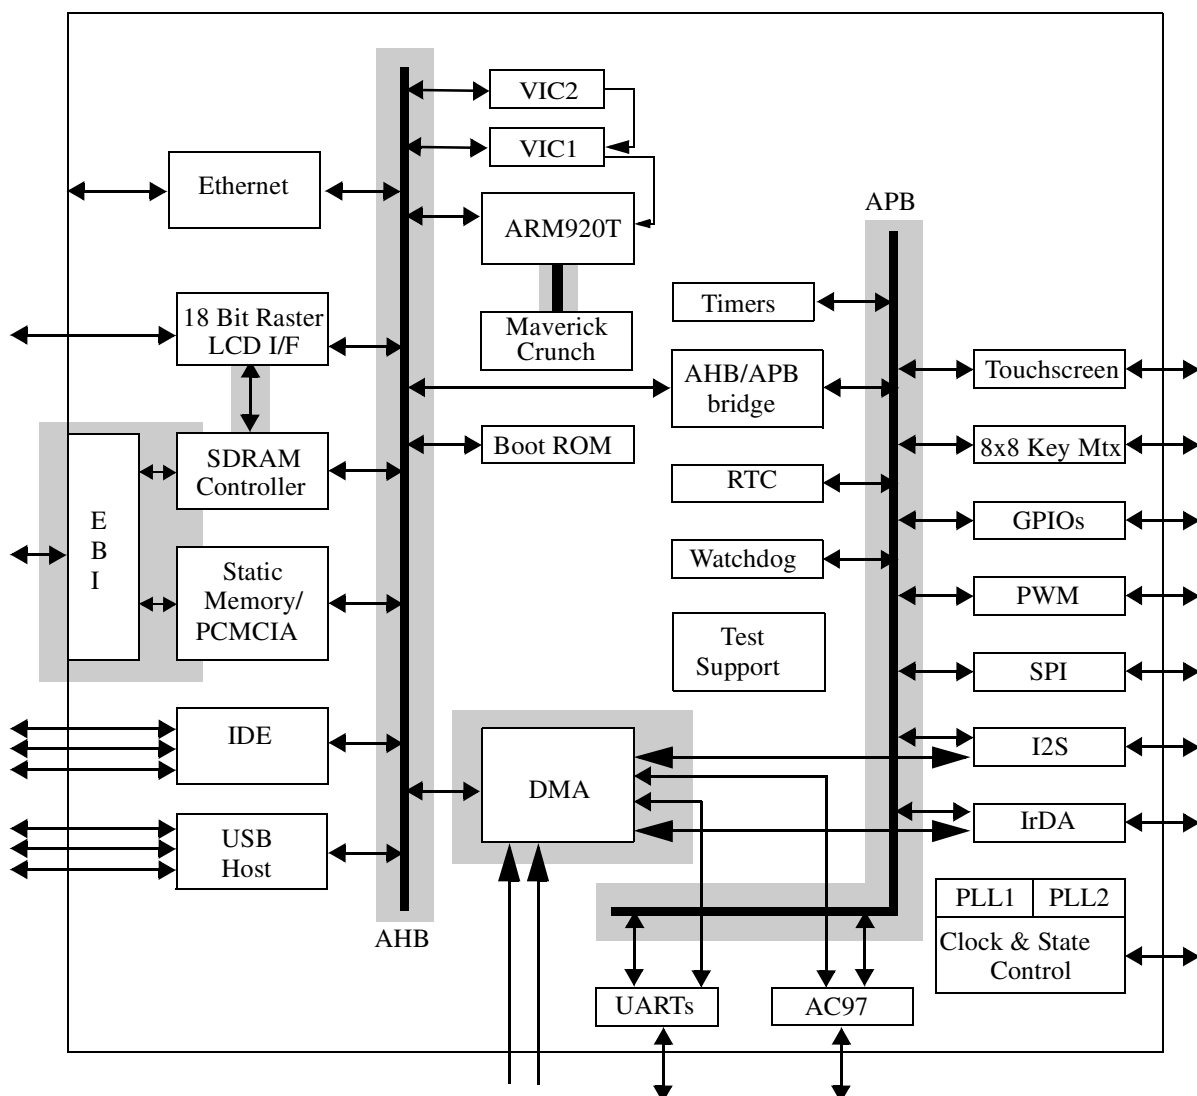 VIC2
VIC1
Ethernet
ARM920T
APB
18 Bit Raster
LCD I/F
Timers
Maverick
Crunch
AHB/APB
bridge
Touchscreen
SDRAM
Controller
Boot ROM
8x8 Key Mtx
RTC
E
B
I
GPIOs
Static
Memory/
PCMCIA
Watchdog
PWM
Test
Support
SPI
IDE
I2S
DMA
USB
Host
IrDA
AHB
PLL1
PLL2
Clock & State
Control
UARTs
AC97